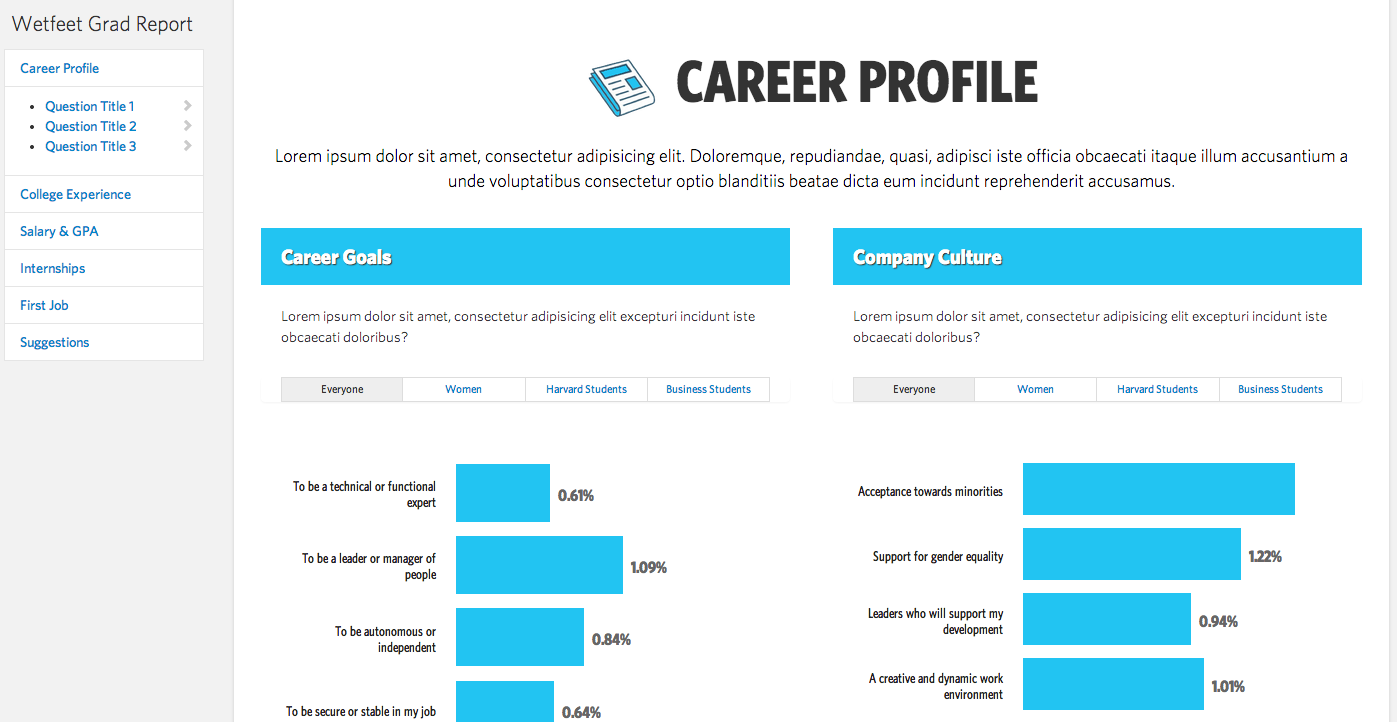 Wetfeet Grad Report
Career Profile
Question Title 1
Question Title 2
Question Title 3
College Experience
Salary & GPA
Internships
First Job
Suggestions
CAREER PROFILE
Lorem ipsum dolor sit amet, consectetur adipisicing elit. Doloremque, repudiandae, quasi, adipisci iste officia obcaecati itaque illum accusantium a
unde voluptatibus consectetur optio blanditiis beatae dicta eum incidunt reprehenderit accusamus.
Career Goals
Lorem ipsum dolor sit amet, consectetur adipisicing elit excepturi incidunt iste
obcaecati doloribus?
Everyone Women Harvard Students Business Students
To be a technical or functional
expert
0.61%
To be a leader or manager of
people
1.09%
To be autonomous or
independent
0.84%
To be secure or stable in my job
0.64%
Company Culture
Lorem ipsum dolor sit amet, consectetur adipisicing elit excepturi incidunt iste
obcaecati doloribus?
Everyone Women Harvard Students Business Students
Acceptance towards minorities
Support for gender equality
1.22%
Leaders who will support my
development
0.94%
A creative and dynamic work
environment
1.01%